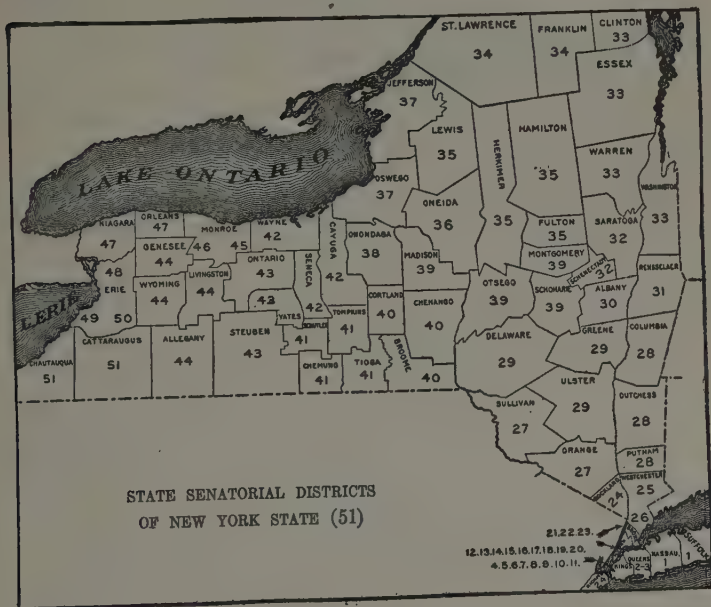 ST. LAWRENCE
34
FRANKLIN
34
CLINTON
33
ESSEX
33
JEFFERSON
37
LEWIS
35
HERKIMER
35
HAMILTON
35
WARREN
33
WASHINGTON
33
LAKE ONTARIO
OSWEGO
37
ONEIDA
36
FULTON
35
SARATOGA
32
NIAGARA
47
ORLEANS
47
MONROE
46
45
WAYNE
42
CAYUGA
42
ONONDABA
38
MADISON
39
MONTGOMERY
39
SCHENECTADY
32
RENSSELAER
31
GENESEE
44
48
ERIE
49
50
WYOMING
44
LIVINGSTON
44
ONTARIO
43
SENECA
42
OTSEGO
39
SCHOHARIE
39
ALBANY
30
L. ERIE
YATES
43
CORTLAND
40
CHENANGO
40
TOMPKINS
41
SCHUYLER
41
CHAUTAUQUA
51
CATTARAUGUS
51
ALLEGANY
44
STEUBEN
43
CHEMUNG
41
TIOGA
41
BROOME
40
DELAWARE
29
GREENE
29
COLUMBIA
28
ULSTER
29
SULLIVAN
27
DUTCHESS
28
ORANGE
27
PUTNAM
28
ROCKLAND
24
WESTCHESTER
25
26
STATE SENATORIAL DISTRICTS
OF NEW YORK STATE (51)
21,22,23.
12.13.14.15.16.17.18.19.20,
4.5.6.7.8.9.10.11.
KINGS
QUEENS
2-3
NASSAU
1
SUFFOLK
1
24